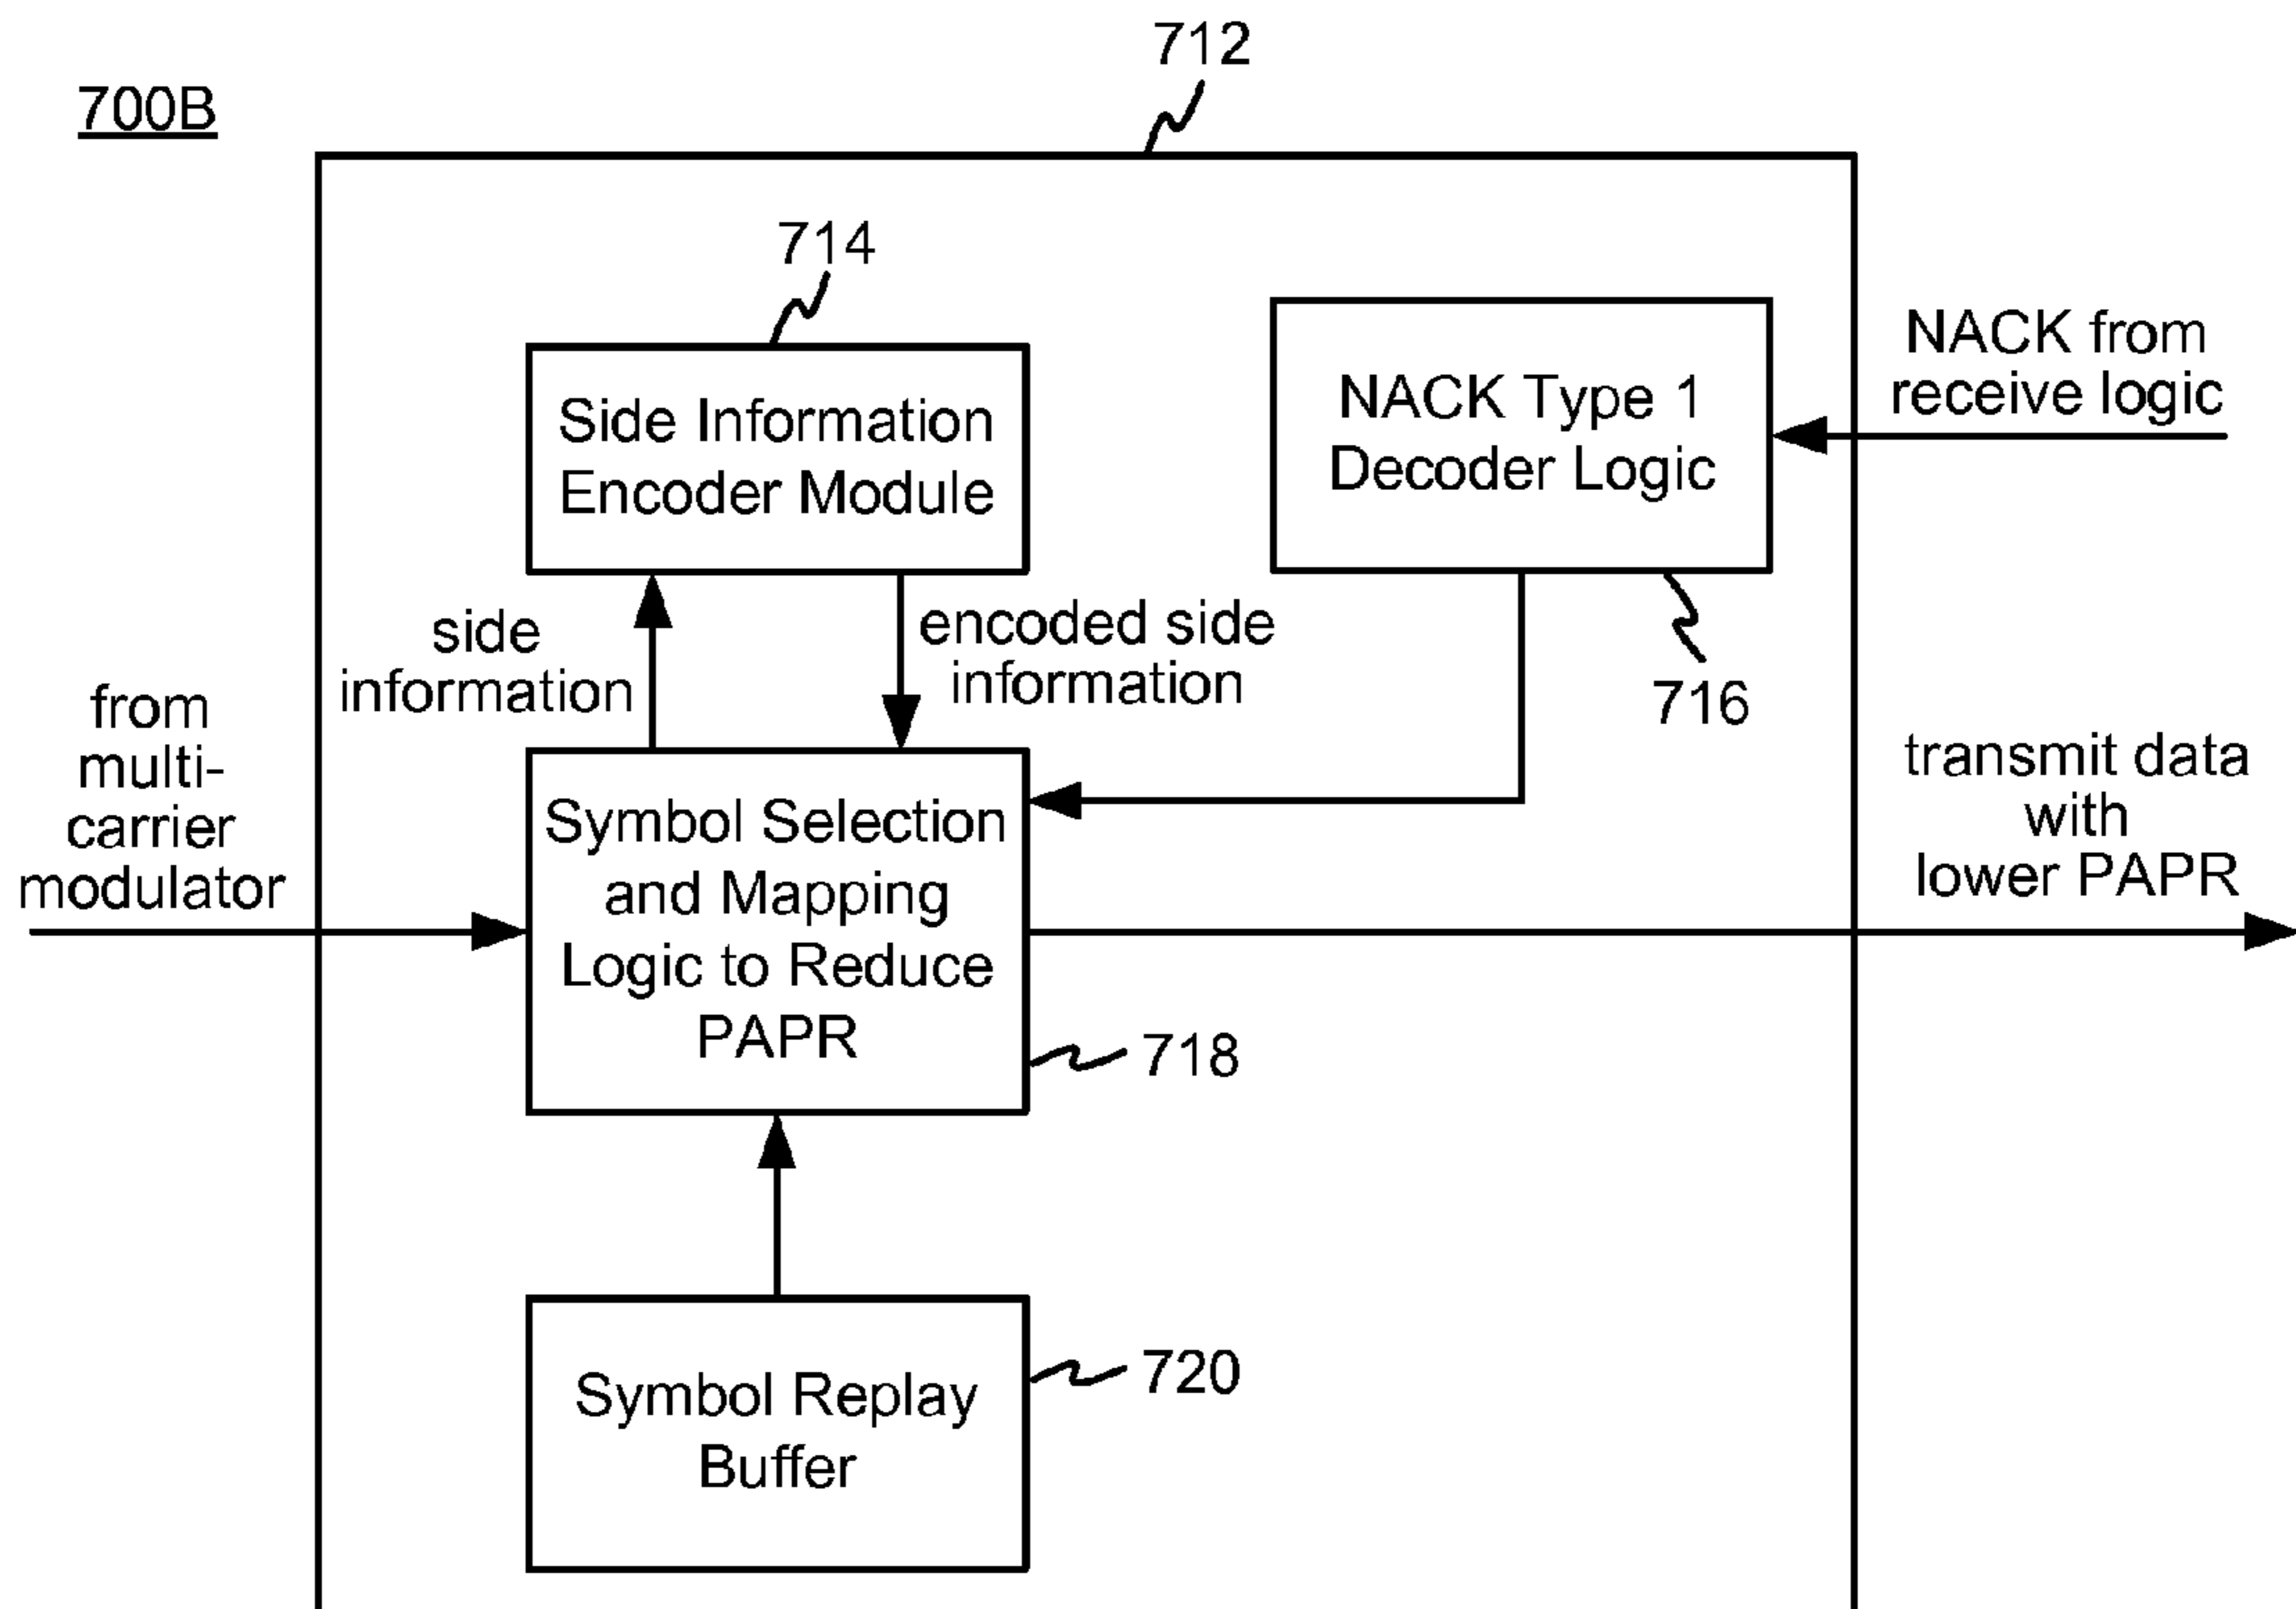 712
700B
714
Side Information
Encoder Module
NACK Type 1
Decoder Logic
NACK from
receive logic
side
information
encoded side
information
716
from
multi-
carrier
modulator
Symbol Selection
and Mapping
Logic to Reduce
PAPR
transmit data
with
lower PAPR
718
Symbol Replay
Buffer
720